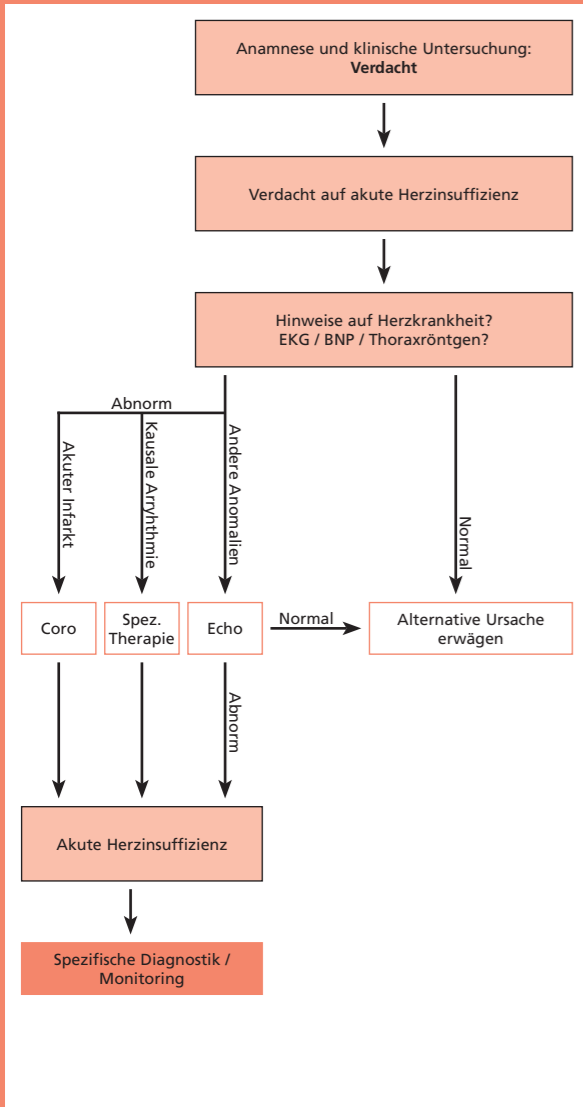 Anamnese und klinische Untersuchung:
Verdacht
Verdacht auf akute Herzinsuffizienz
Hinweise auf Herzkrankheit?
EKG / BNP / Thoraxröntgen?
Abnorm
Akuter Infarkt
Kausale Arryhthmie
Andere Anomalien
Normal
Coro
Spez.
Therapie
Echo
Normal
Alternative Ursache
erwägen
Abnorm
Akute Herzinsuffizienz
Spezifische Diagnostik /
Monitoring